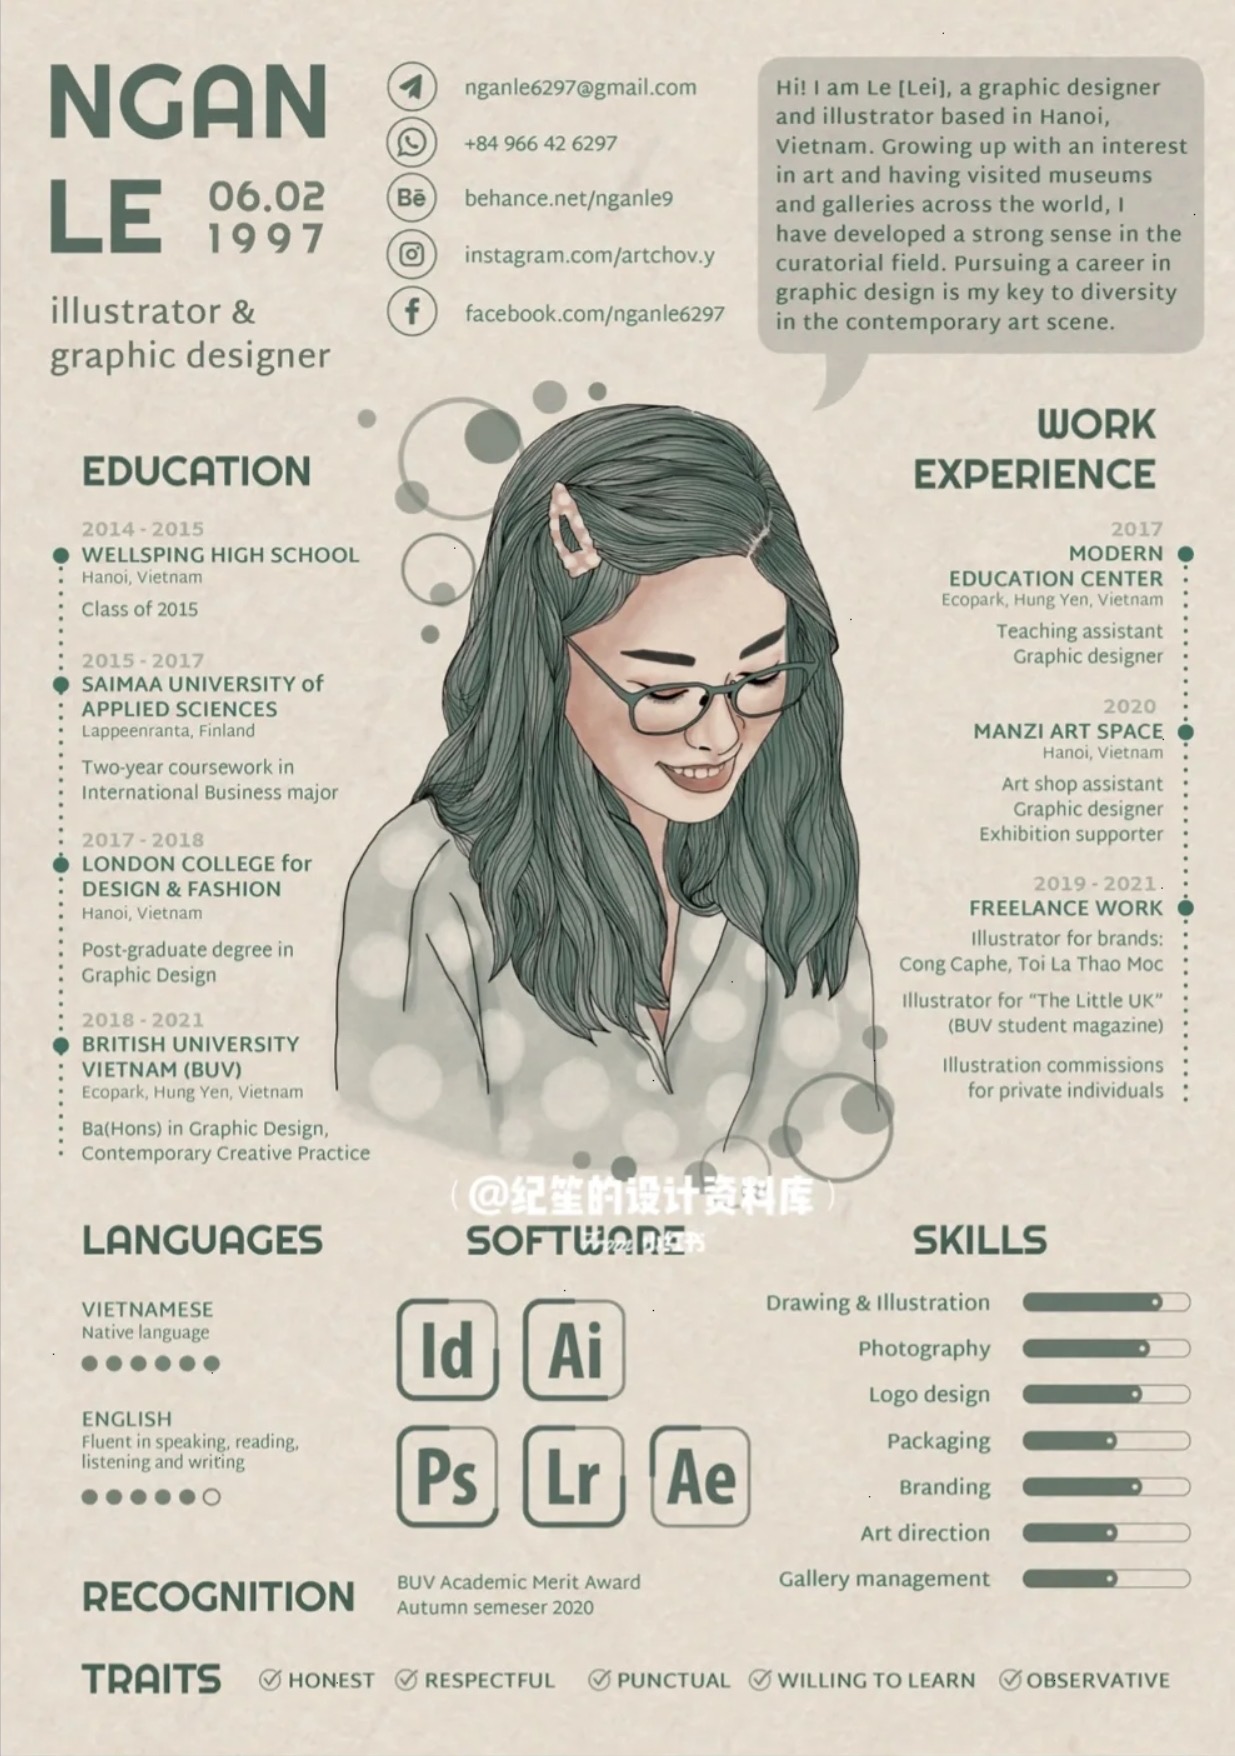 NGAN
LE
06.02
1997
illustrator &
graphic designer
nganle6297@gmail.com
+84 966 42 6297
Bē
behance.net/nganle9
instagram.com/artchov.y
f
facebook.com/nganle6297
Hi! I am Le [Lei], a graphic designer
and illustrator based in Hanoi,
Vietnam. Growing up with an interest
in art and having visited museums
and galleries across the world, I
have developed a strong sense in the
curatorial field. Pursuing a career in
graphic design is my key to diversity
in the contemporary art scene.
EDUCATION
2014 - 2015
WELLSPING HIGH SCHOOL
Hanoi, Vietnam
Class of 2015
2015 - 2017
SAIMAA UNIVERSITY of
APPLIED SCIENCES
Lappeenranta, Finland
Two-year coursework in
International Business major
2017 - 2018
LONDON COLLEGE for
DESIGN & FASHION
Hanoi, Vietnam
Post-graduate degree in
Graphic Design
2018 - 2021
BRITISH UNIVERSITY
VIETNAM (BUV)
Ecopark, Hung Yen, Vietnam
Ba(Hons) in Graphic Design,
Contemporary Creative Practice
WORK
EXPERIENCE
2017
MODERN
EDUCATION CENTER
Ecopark, Hung Yen, Vietnam
Teaching assistant
Graphic designer
2020
MANZI ART SPACE
Hanoi, Vietnam
Art shop assistant
Graphic designer
Exhibition supporter
2019 - 2021
FREELANCE WORK
Illustrator for brands:
Cong Caphe, Toi La Thao Moc
Illustrator for "The Little UK"
(BUV student magazine)
Illustration commissions
for private individuals
（@纪笙的设计资料库）
From 小红书
LANGUAGES
VIETNAMESE
Native language
ENGLISH
Fluent in speaking, reading,
listening and writing
SOFTWARE
Id Ai
Ps Lr Ae
SKILLS
Drawing & Illustration
Photography
Logo design
Packaging
Branding
Art direction
Gallery management
RECOGNITION
BUV Academic Merit Award
Autumn semeser 2020
TRAITS
HONEST RESPECTFUL PUNCTUAL WILLING TO LEARN OBSERVATIVE